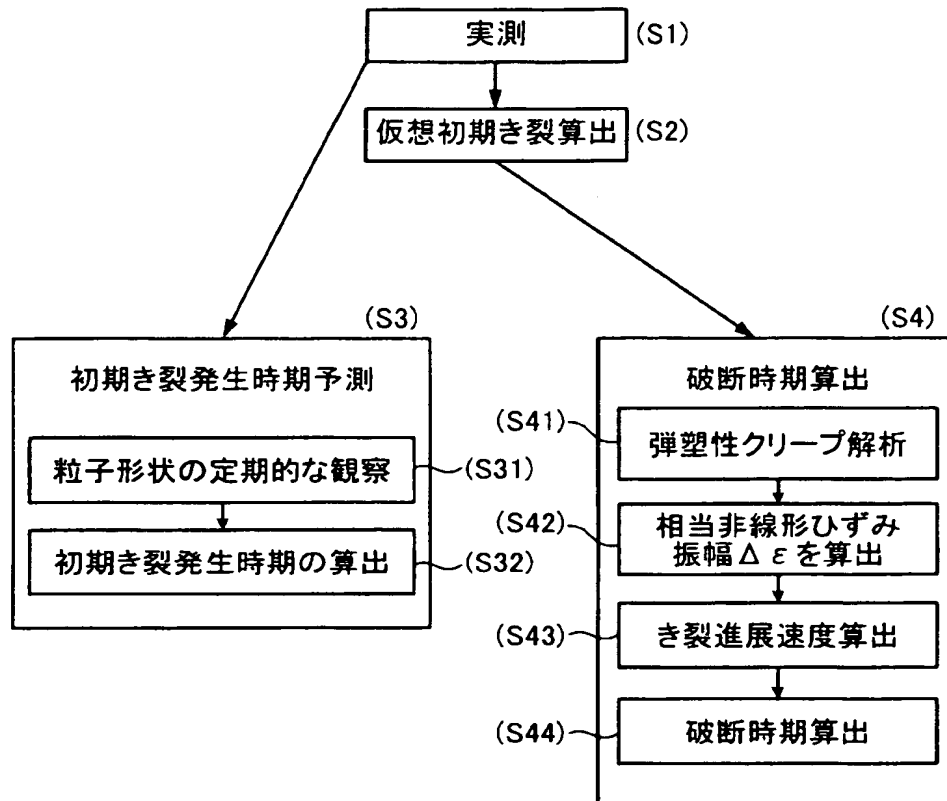 実測 (S1)
仮想初期き裂算出 (S2)
(S3)
初期き裂発生時期予測
粒子形状の定期的な観察 (S31)
初期き裂発生時期の算出 (S32)
(S4)
破断時期算出
(S41) 弾塑性クリープ解析
(S42) 相当非線形ひずみ
振幅Δεを算出
(S43) き裂進展速度算出
(S44) 破断時期算出